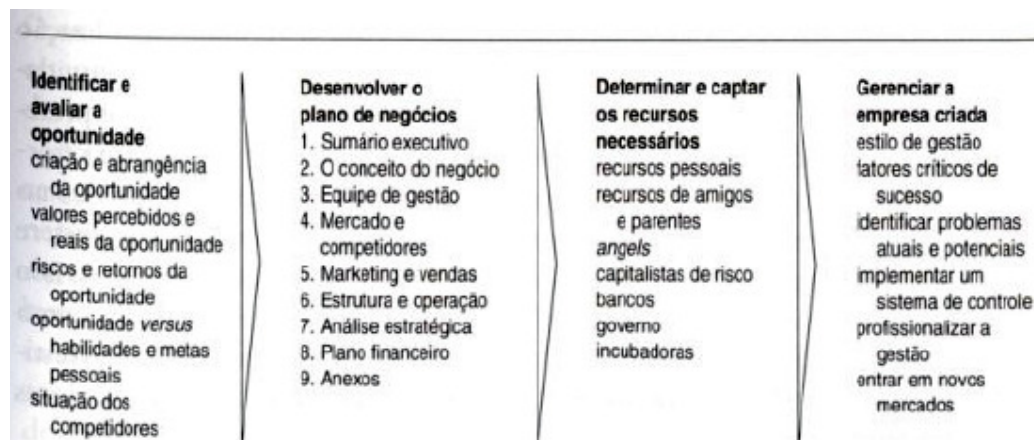 Identificar e
avaliar a
oportunidade
criação e abrangência
da oportunidade
valores percebidos e
reais da oportunidade
riscos e retornos da
oportunidade
oportunidade versus
habilidades e metas
pessoais
situação dos
competidores
Desenvolver o
plano de negócios
1. Sumário executivo
2. O conceito do negócio
3. Equipe de gestão
4. Mercado e
competidores
5. Marketing e vendas
6. Estrutura e operação
7. Análise estratégica
8. Plano financeiro
9. Anexos
Determinar e captar
os recursos
necessários
recursos pessoais
recursos de amigos
e parentes
angels
capitalistas de risco
bancos
governo
incubadoras
Gerenciar a
empresa criada
estilo de gestão
fatores críticos de
sucesso
identificar problemas
atuais e potenciais
implementar um
sistema de controle
profissionalizar a
gestão
entrar em novos
mercados